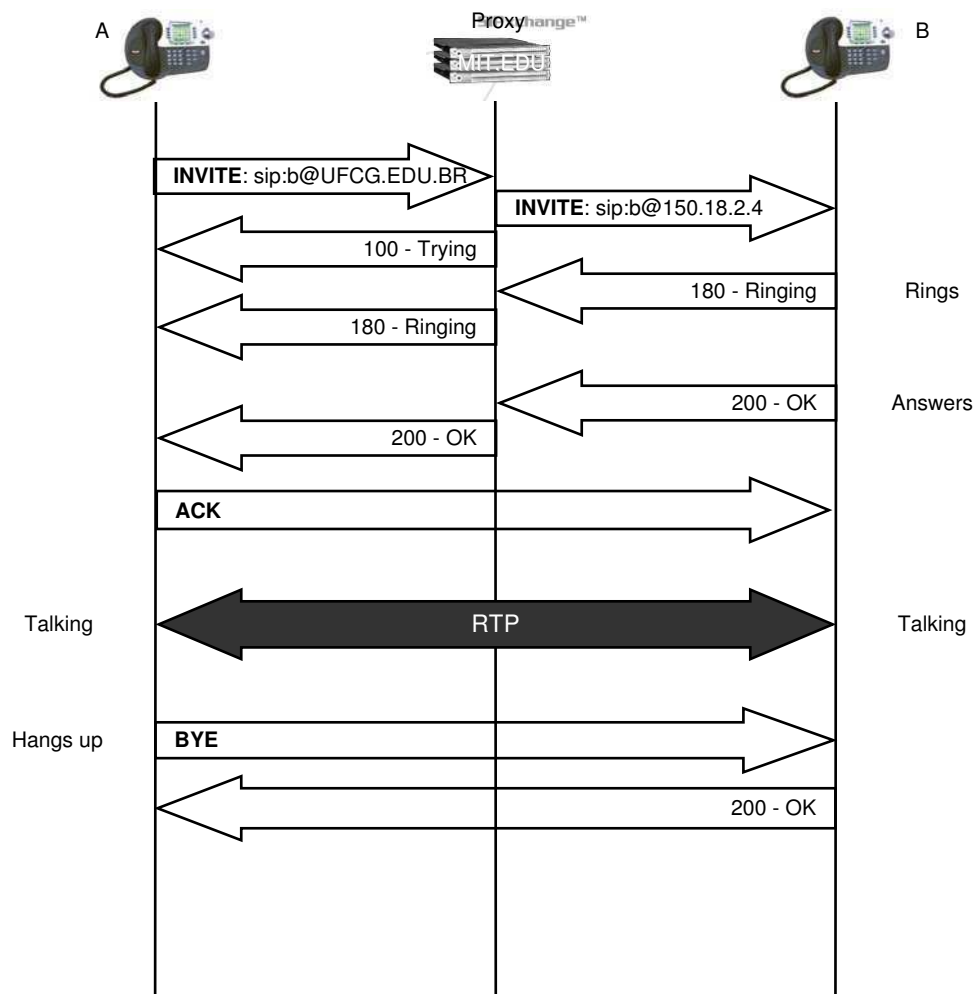 A
Proxy
B
MIT.EDU
INVITE: sip:b@UFCG.EDU.BR
INVITE: sip:b@150.18.2.4
100 - Trying
180 - Ringing
Rings
180 - Ringing
200 - OK
Answers
200 - OK
ACK
Talking
RTP
Talking
Hangs up
BYE
200 - OK